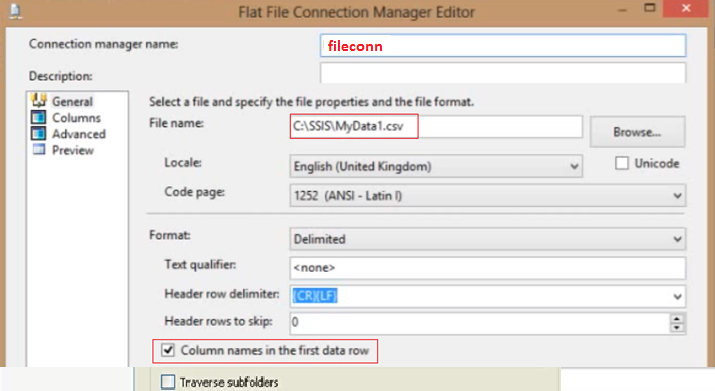 Flat File Connection Manager Editor
Connection manager name: fileconn
Description:
General
Columns
Advanced
Preview
Select a file and specify the file properties and the file format.
File name: C:\SSIS\MyData1.csv Browse...
Locale: English (United Kingdom) Unicode
Code page: 1252 (ANSI - Latin I)
Format: Delimited
Text qualifier: <none>
Header row delimiter: {CR}{LF}
Header rows to skip: 0
Column names in the first data row
Traverse subfolders